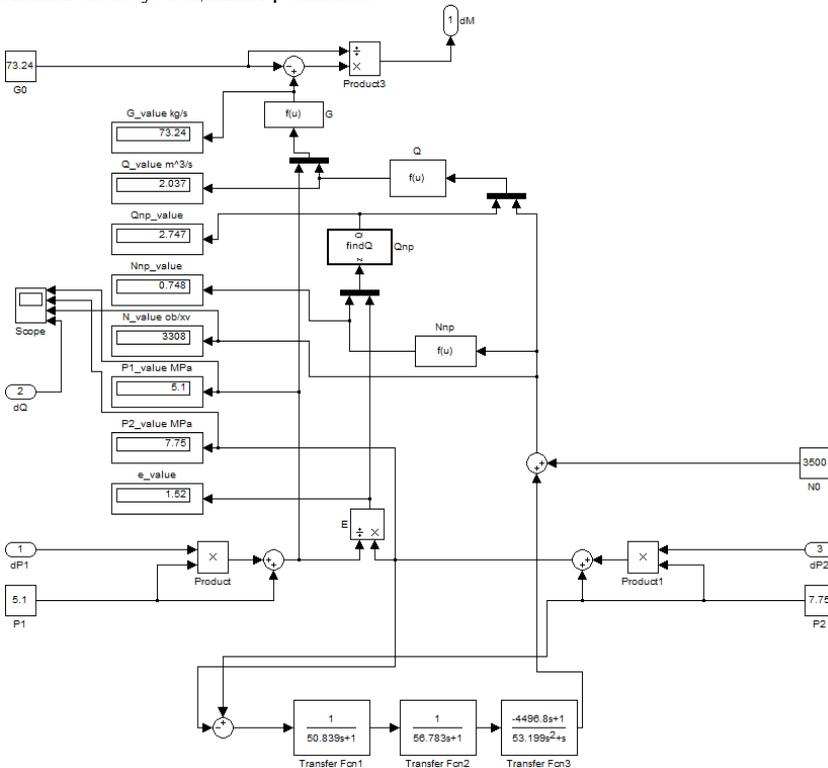 1
dM
73.24
G0
÷
×
Product3
-
+
G_value kg/s
73.24
f(u)
G
Q_value m^3/s
2.037
Q
f(u)
Qnp_value
2.747
findQ
Qnp
Nnp_value
0.748
Scope
N_value ob/xv
3308
Nnp
f(u)
2
dQ
P1_value MPa
5.1
P2_value MPa
7.75
+
+
3500
N0
e_value
1.52
E
÷
×
1
dP1
×
Product
+
+
+
+
×
Product1
3
dP2
5.1
P1
7.75
P2
+
-
1
50.839s+1
Transfer Fcn1
1
56.783s+1
Transfer Fcn2
-4496.8s+1
53.199s²+s
Transfer Fcn3